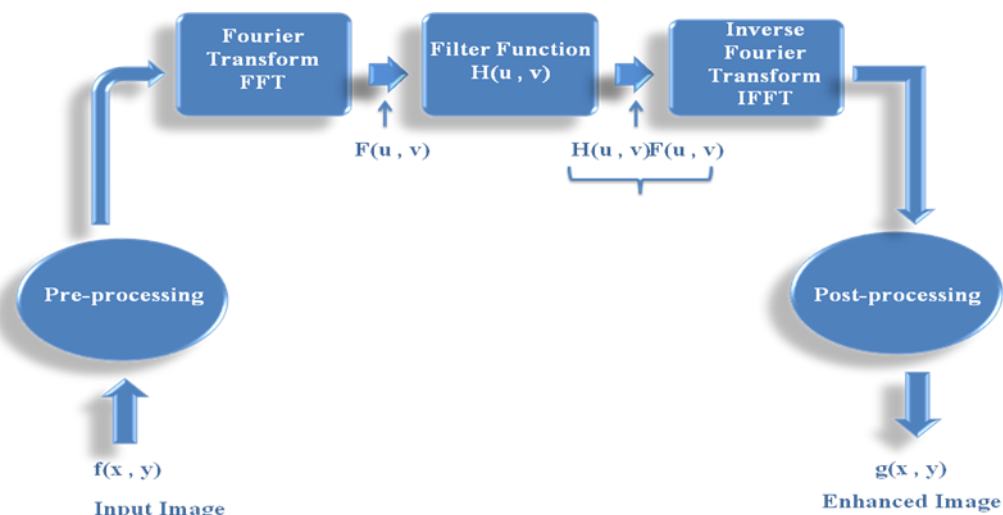 Fourier
Transform
FFT
Filter Function
H(u , v)
Inverse
Fourier
Transform
IFFT
F(u , v)
H(u , v)F(u , v)
Pre-processing
Post-processing
f(x , y)
Input Image
g(x , y)
Enhanced Image